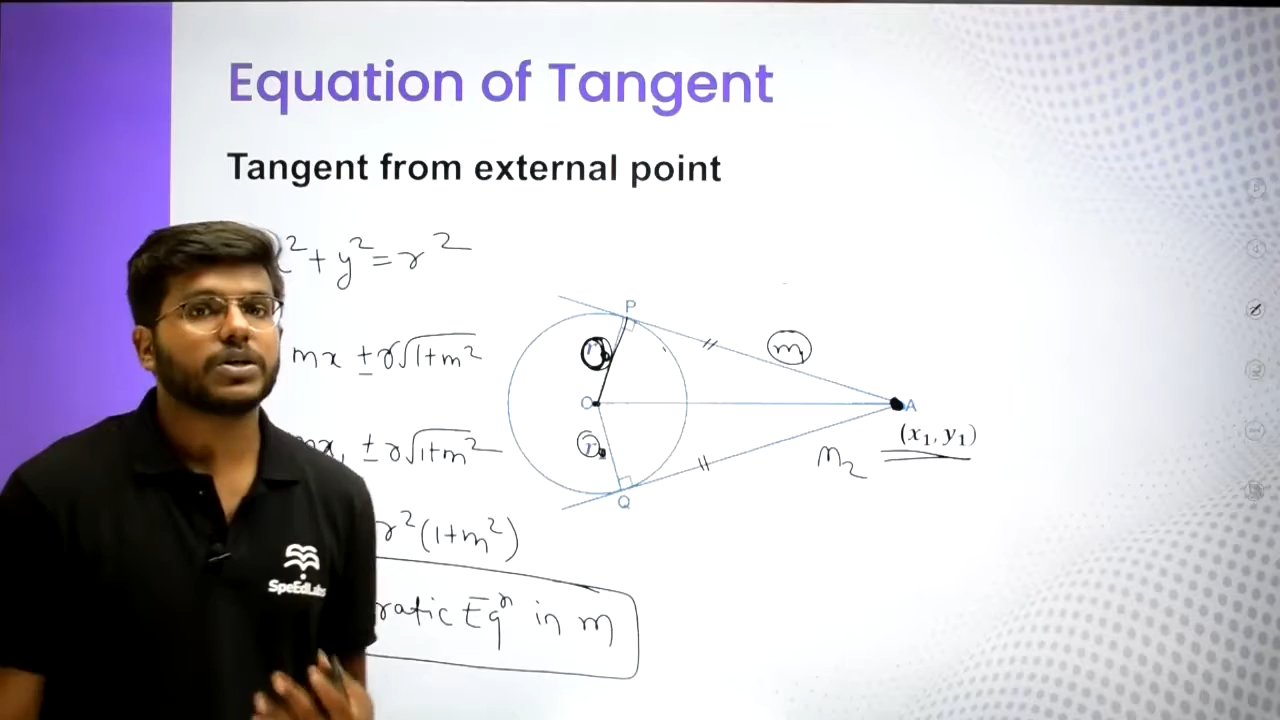 Equation of Tangent
Tangent from external point
² + y² = r²
mx ± r√1+m²
mx₁ ± r√1+m²
r²(1+m²)
ratic Eqⁿ in m
P
r
m₁
O
A
r
(x₁, y₁)
m₂
Q
SpeEdLabs